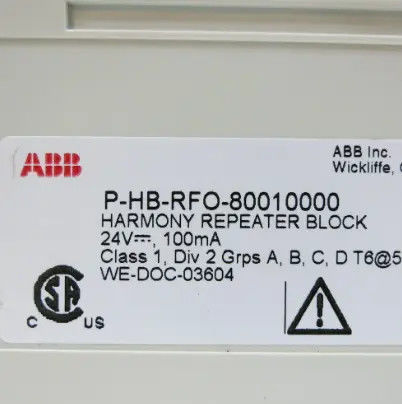 ABB
ABB Inc.
Wickliffe,
P-HB-RFO-80010000
HARMONY REPEATER BLOCK
24V⎓, 100mA
Class 1, Div 2 Grps A, B, C, D T6@5
WE-DOC-03604
CSA
C US